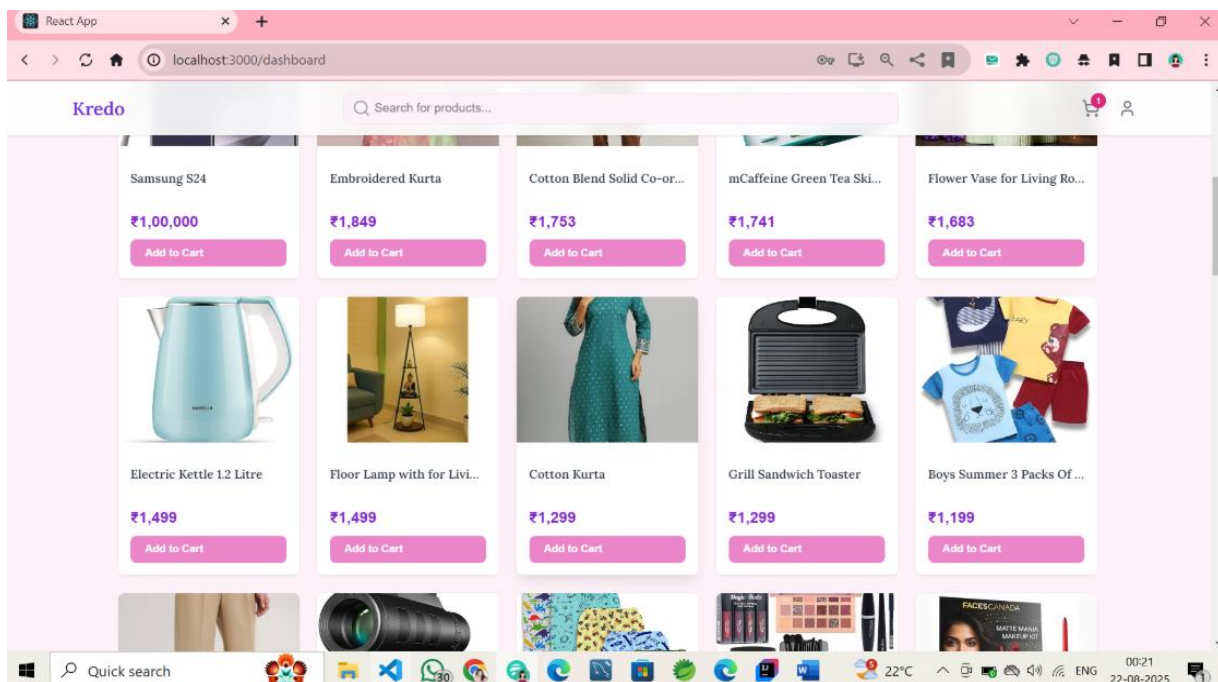 React App
localhost:3000/dashboard
Kredo
Search for products...
1
Samsung S24
Embroidered Kurta
Cotton Blend Solid Co-or...
mCaffeine Green Tea Ski...
Flower Vase for Living Ro...
₹1,00,000
₹1,849
₹1,753
₹1,741
₹1,683
Add to Cart
Add to Cart
Add to Cart
Add to Cart
Add to Cart
BABY
Electric Kettle 1.2 Litre
Floor Lamp with for Livi...
Cotton Kurta
Grill Sandwich Toaster
Boys Summer 3 Packs Of ...
₹1,499
₹1,499
₹1,299
₹1,299
₹1,199
Add to Cart
Add to Cart
Add to Cart
Add to Cart
Add to Cart
FACESCANADA
MATTE MANIA
MAKEUP KIT
Quick search
30
22°C
ENG
00:21
22-08-2025